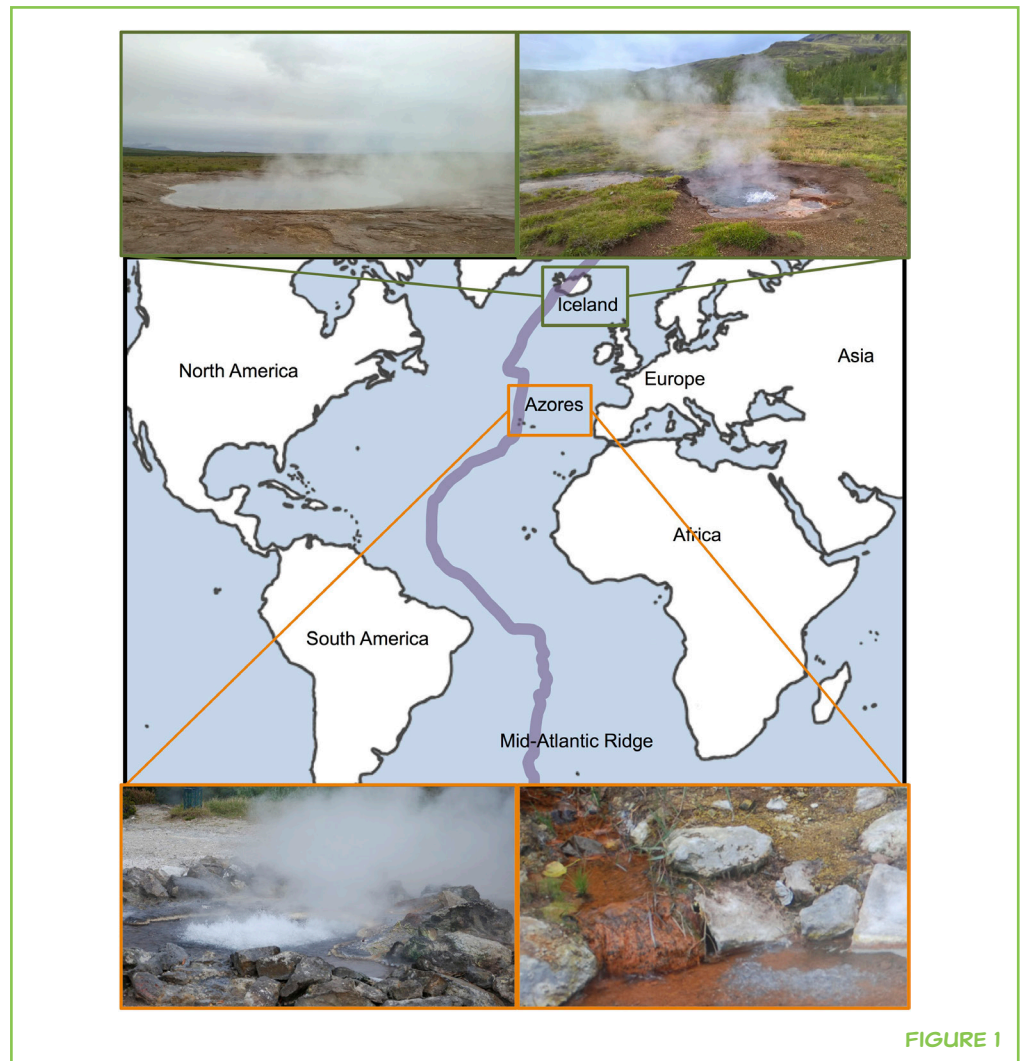 Iceland
Asia
North America
Europe
Azores
Africa
South America
Mid-Atlantic Ridge
FIGURE 1